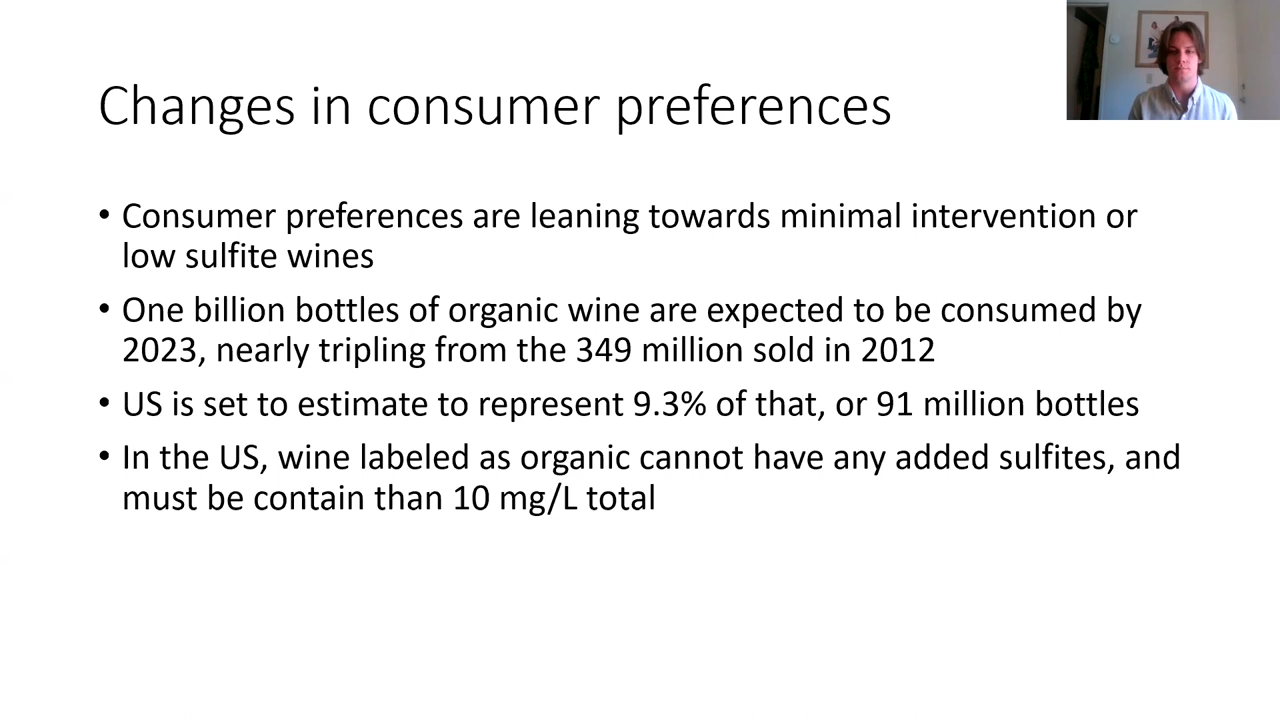 Changes in consumer preferences
• Consumer preferences are leaning towards minimal intervention or
low sulfite wines
• One billion bottles of organic wine are expected to be consumed by
2023, nearly tripling from the 349 million sold in 2012
• US is set to estimate to represent 9.3% of that, or 91 million bottles
• In the US, wine labeled as organic cannot have any added sulfites, and
must be contain than 10 mg/L total